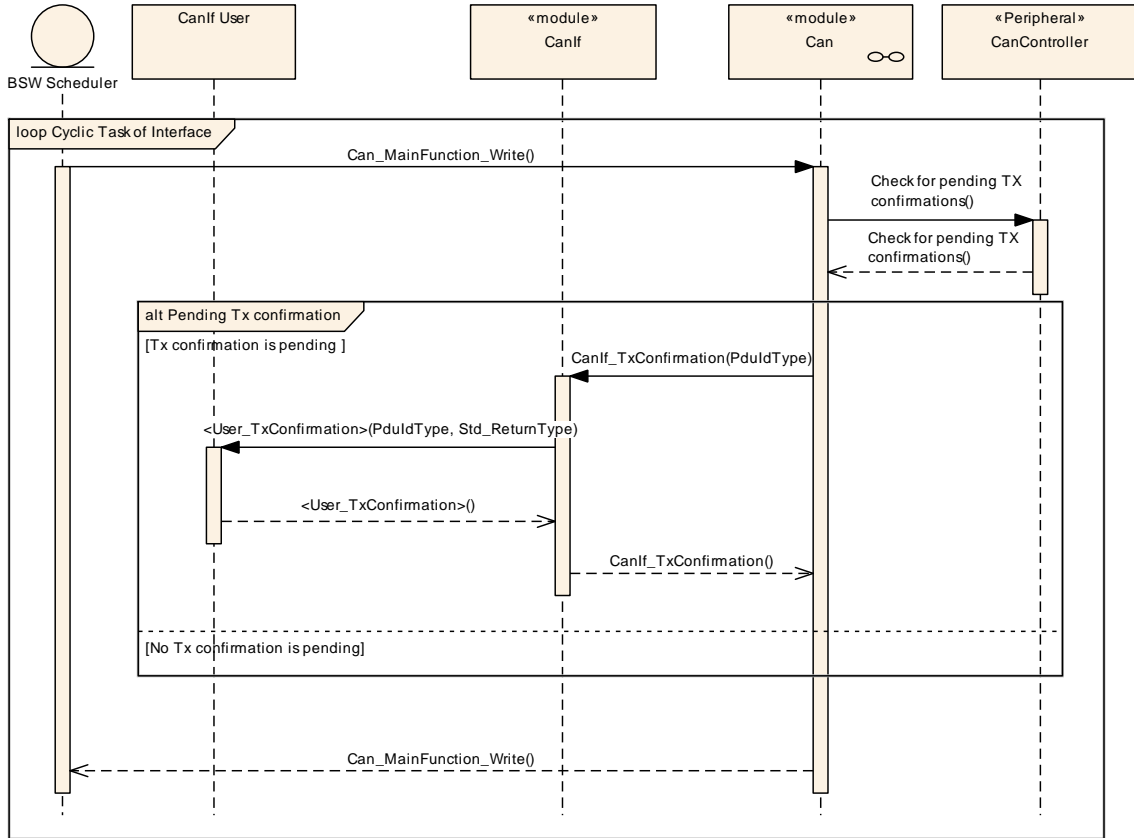 CanIf User
«module»
CanIf
«module»
Can
«Peripheral»
CanController
BSW Scheduler
loop Cyclic Task of Interface
Can_MainFunction_Write()
Check for pending TX
confirmations()
Check for pending TX
confirmations()
alt Pending Tx confirmation
[Tx confirmation is pending ]
CanIf_TxConfirmation(PduIdType)
<User_TxConfirmation>(PduIdType, Std_ReturnType)
<User_TxConfirmation>()
CanIf_TxConfirmation()
[No Tx confirmation is pending]
Can_MainFunction_Write()